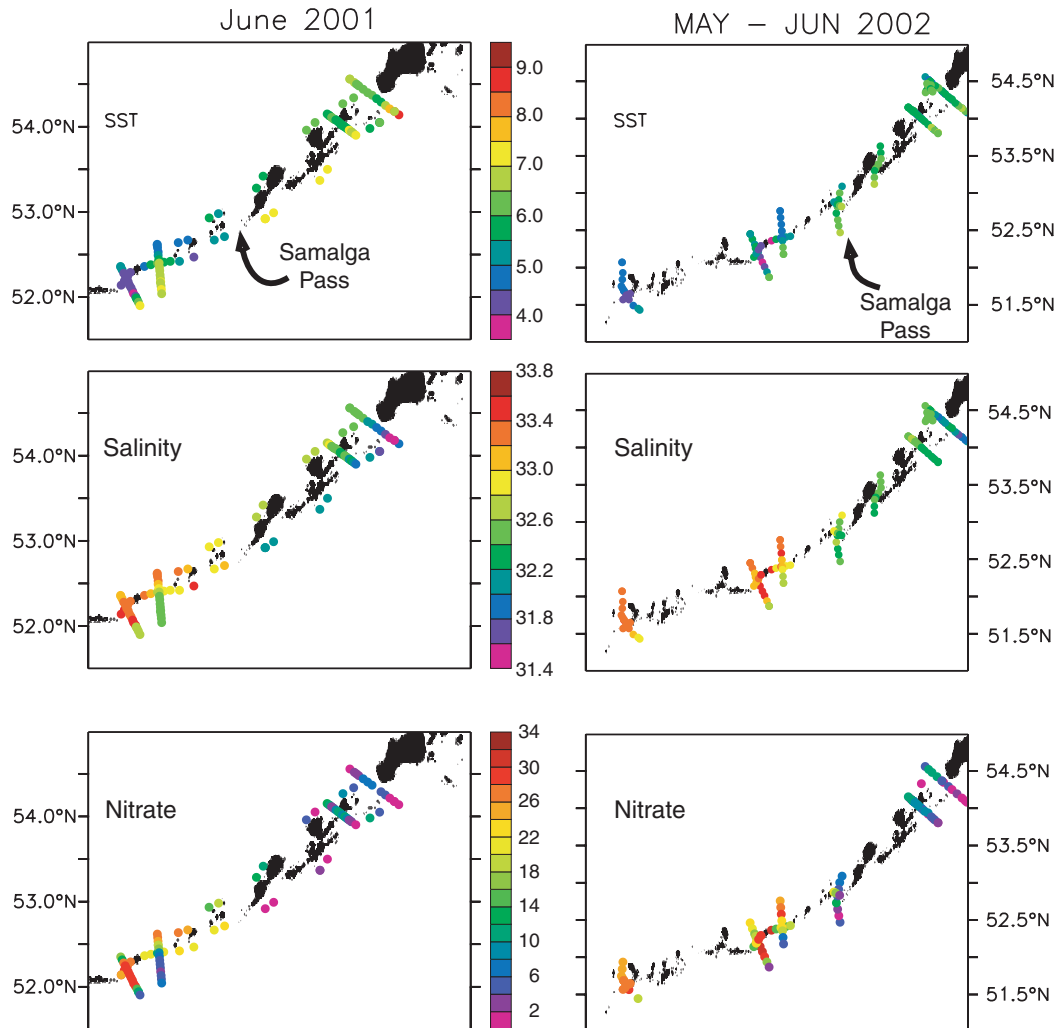 June 2001
MAY – JUN 2002
SST
54.0°N
53.0°N
52.0°N
Samalga
Pass
9.0
8.0
7.0
6.0
5.0
4.0
SST
54.5°N
53.5°N
52.5°N
51.5°N
Samalga
Pass
Salinity
54.0°N
53.0°N
52.0°N
33.8
33.4
33.0
32.6
32.2
31.8
31.4
Salinity
54.5°N
53.5°N
52.5°N
51.5°N
Nitrate
54.0°N
53.0°N
52.0°N
34
30
26
22
18
14
10
6
2
Nitrate
54.5°N
53.5°N
52.5°N
51.5°N